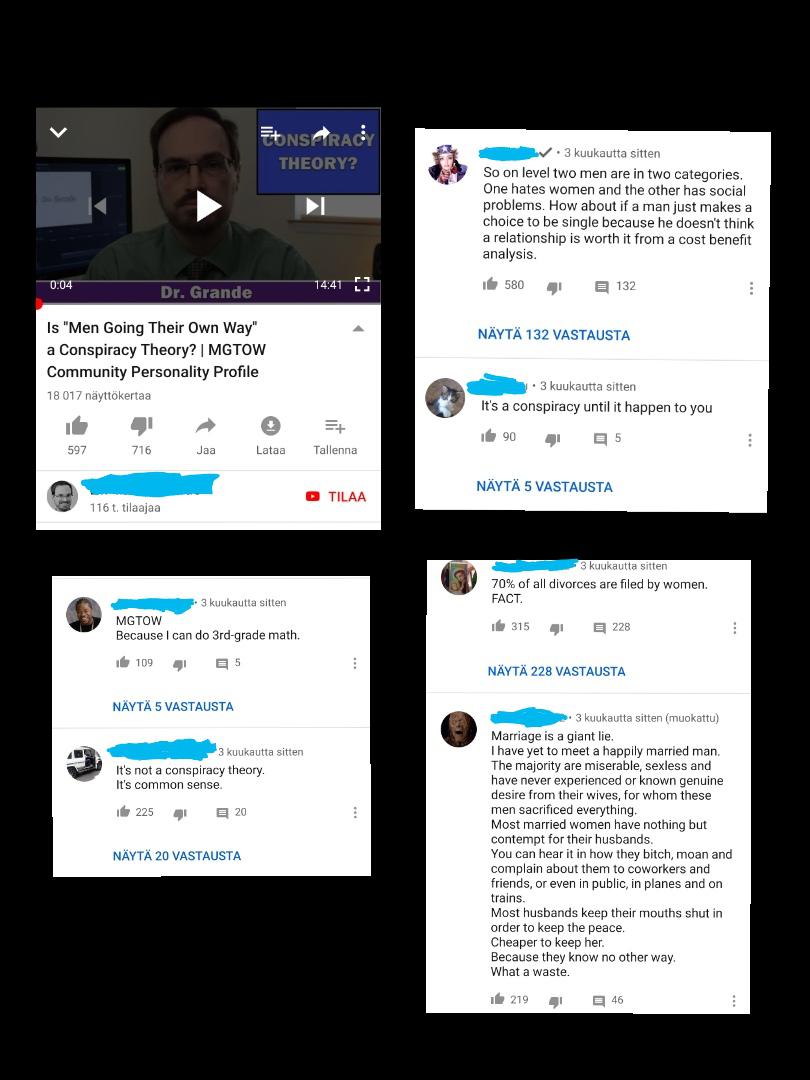 CONSPIRACY
THEORY?
0:04
14:41
Dr. Grande
Is "Men Going Their Own Way"
a Conspiracy Theory? | MGTOW
Community Personality Profile
18 017 näyttökertaa
597
716
Jaa
Lataa
Tallenna
116 t. tilaajaa
TILAA
• 3 kuukautta sitten
So on level two men are in two categories.
One hates women and the other has social
problems. How about if a man just makes a
choice to be single because he doesn't think
a relationship is worth it from a cost benefit
analysis.
580
132
NÄYTÄ 132 VASTAUSTA
• 3 kuukautta sitten
It's a conspiracy until it happen to you
90
5
NÄYTÄ 5 VASTAUSTA
• 3 kuukautta sitten
MGTOW
Because I can do 3rd-grade math.
109
5
NÄYTÄ 5 VASTAUSTA
3 kuukautta sitten
It's not a conspiracy theory.
It's common sense.
225
20
NÄYTÄ 20 VASTAUSTA
3 kuukautta sitten
70% of all divorces are filed by women.
FACT.
315
228
NÄYTÄ 228 VASTAUSTA
• 3 kuukautta sitten (muokattu)
Marriage is a giant lie.
I have yet to meet a happily married man.
The majority are miserable, sexless and
have never experienced or known genuine
desire from their wives, for whom these
men sacrificed everything.
Most married women have nothing but
contempt for their husbands.
You can hear it in how they bitch, moan and
complain about them to coworkers and
friends, or even in public, in planes and on
trains.
Most husbands keep their mouths shut in
order to keep the peace.
Cheaper to keep her.
Because they know no other way.
What a waste.
219
46